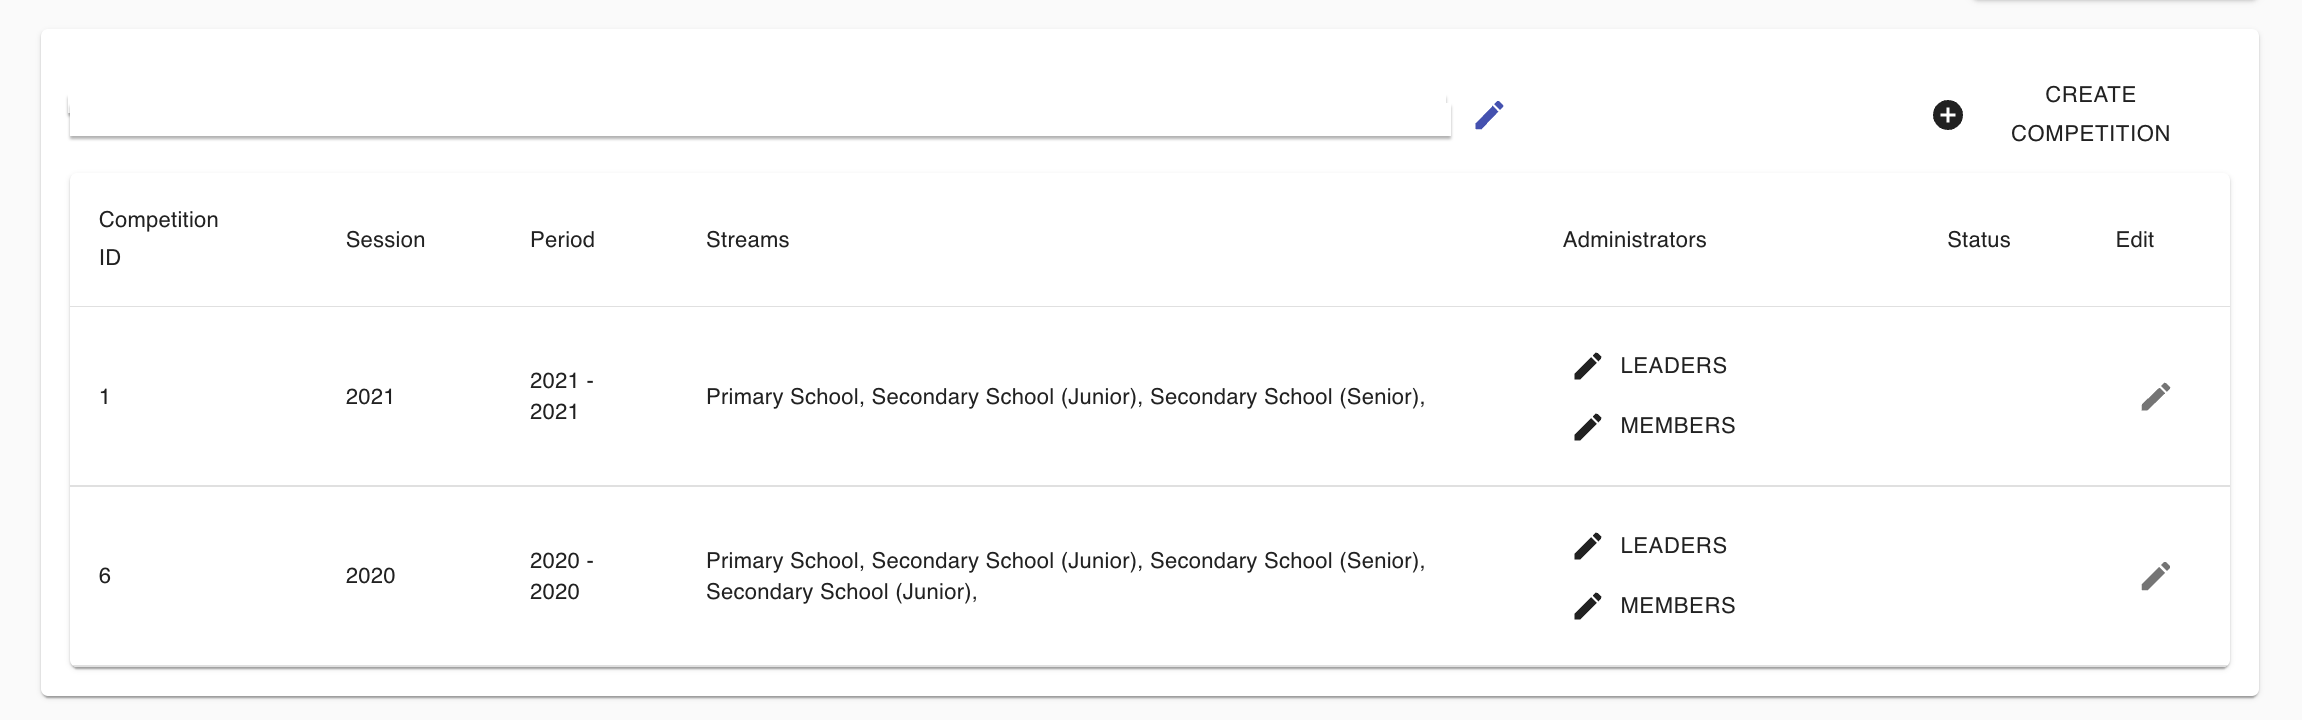 CREATE
COMPETITION
Competition
ID
Session
Period
Streams
Administrators
Status
Edit
1
2021
2021 -
2021
Primary School, Secondary School (Junior), Secondary School (Senior),
LEADERS
MEMBERS
6
2020
2020 -
2020
Primary School, Secondary School (Junior), Secondary School (Senior),
Secondary School (Junior),
LEADERS
MEMBERS